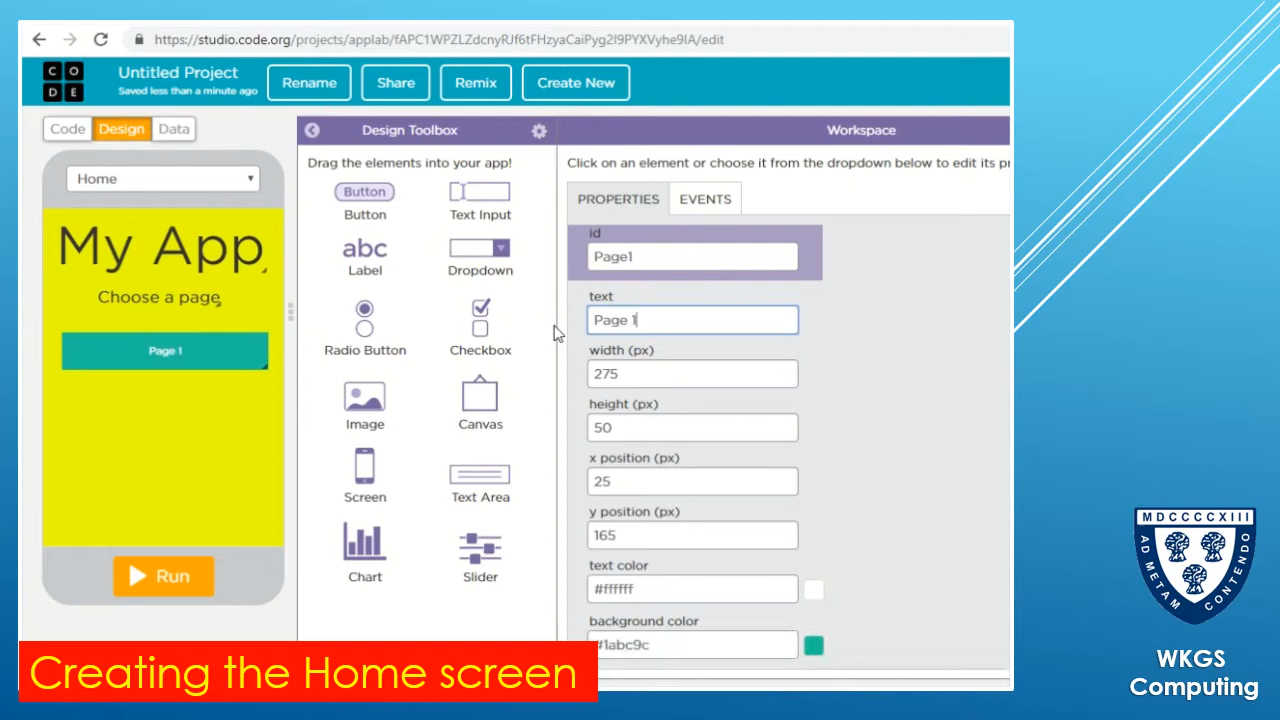 https://studio.code.org/projects/applab/fAPC1WPZLZdcnyRJf6tFHzyaCaiPyg2I9PYXVyhe9IA/edit
C O
D E
Untitled Project
Saved less than a minute ago
Rename
Share
Remix
Create New
Code
Design
Data
Home
My App
Choose a page
Page 1
Run
Design Toolbox
Drag the elements into your app!
Button
Button
Text Input
abc
Label
Dropdown
Radio Button
Checkbox
Image
Canvas
Screen
Text Area
Chart
Slider
Workspace
Click on an element or choose it from the dropdown below to edit its pr
PROPERTIES
EVENTS
id
Page1
text
Page 1
width (px)
275
height (px)
50
x position (px)
25
y position (px)
165
text color
#ffffff
background color
#1abc9c
Creating the Home screen
MDCCCCXIII
AD METAM CONTENDO
WKGS
Computing